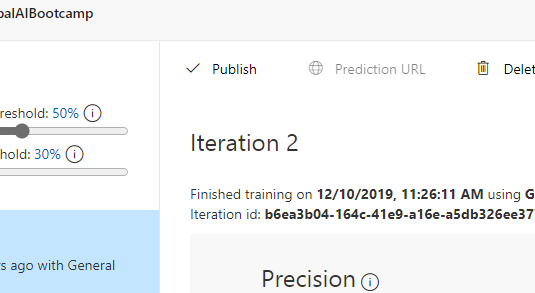 balAIBootcamp
Publish
Prediction URL
Delet
reshold: 50%
hold: 30%
Iteration 2
Finished training on 12/10/2019, 11:26:11 AM using G
Iteration id: b6ea3b04-164c-41e9-a16e-a5db326ee37
s ago with General
Precision